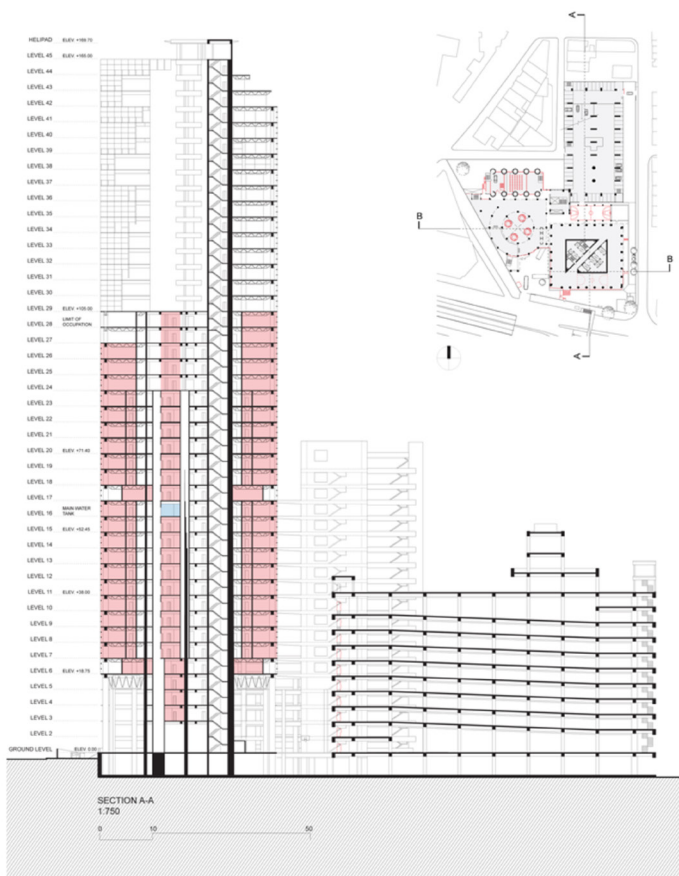 HELIPAD ELEV. +169.70
LEVEL 45 ELEV. +165.00
LEVEL 44
LEVEL 43
LEVEL 42
LEVEL 41
LEVEL 40
LEVEL 39
LEVEL 38
LEVEL 37
LEVEL 36
LEVEL 35
LEVEL 34
LEVEL 33
LEVEL 32
LEVEL 31
LEVEL 30
LEVEL 29 ELEV. +100.00
LEVEL 28 LIMIT OF
OCCUPATION
LEVEL 27
LEVEL 26
LEVEL 25
LEVEL 24
LEVEL 23
LEVEL 22
LEVEL 21
LEVEL 20 ELEV. +71.40
LEVEL 19
LEVEL 18
LEVEL 17
LEVEL 16 MAIN WATER
TANK
LEVEL 15 ELEV. +52.45
LEVEL 14
LEVEL 13
LEVEL 12
LEVEL 11 ELEV. +38.00
LEVEL 10
LEVEL 9
LEVEL 8
LEVEL 7
LEVEL 6 ELEV. +18.75
LEVEL 5
LEVEL 4
LEVEL 3
LEVEL 2
GROUND LEVEL ELEV. 0.00
A
B
B
A
SECTION A-A
1:750
0 10 50